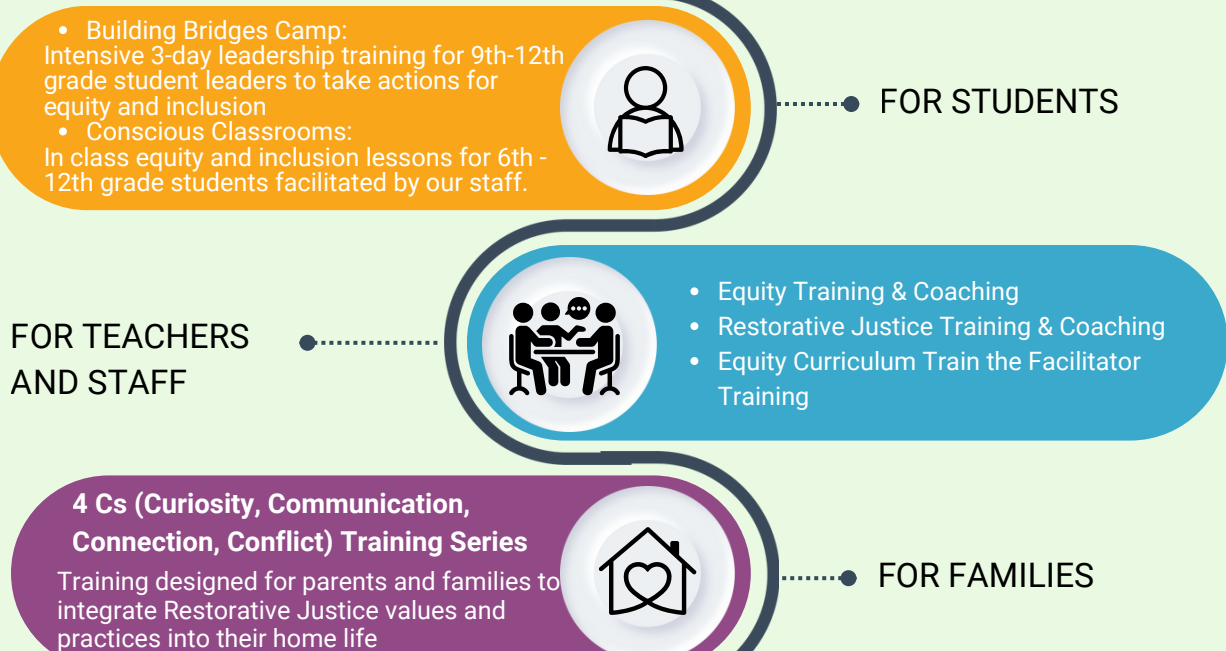 • Building Bridges Camp:
Intensive 3-day leadership training for 9th-12th
grade student leaders to take actions for
equity and inclusion
• Conscious Classrooms:
In class equity and inclusion lessons for 6th -
12th grade students facilitated by our staff.
FOR STUDENTS
FOR TEACHERS
AND STAFF
• Equity Training & Coaching
• Restorative Justice Training & Coaching
• Equity Curriculum Train the Facilitator
Training
4 Cs (Curiosity, Communication,
Connection, Conflict) Training Series
Training designed for parents and families to
integrate Restorative Justice values and
practices into their home life
FOR FAMILIES